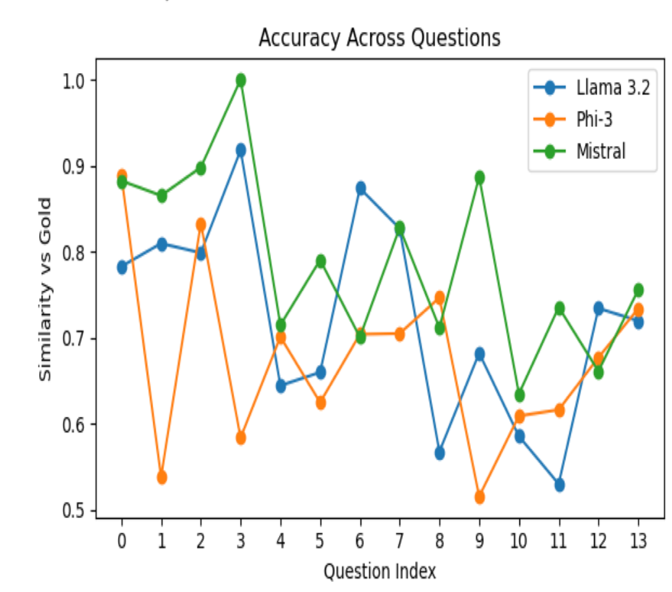 Accuracy Across Questions
Llama 3.2
Phi-3
Mistral
Similarity vs Gold
1.0
0.9
0.8
0.7
0.6
0.5
0 1 2 3 4 5 6 7 8 9 10 11 12 13
Question Index